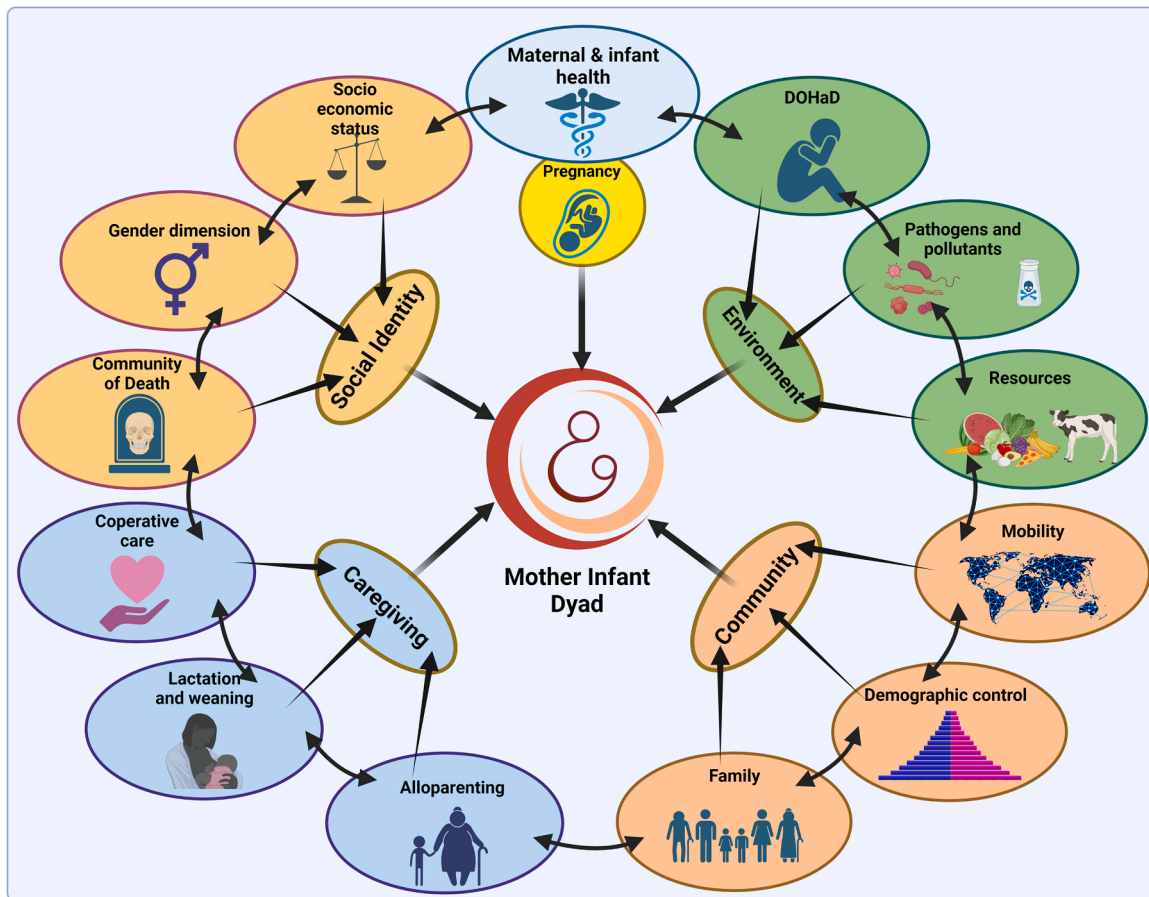 Maternal & infant
health
Pregnancy
Socio
economic
status
DOHaD
Gender dimension
Pathogens and
pollutants
Social Identity
Environment
Community
of Death
Resources
Coperative
care
Caregiving
Mother Infant
Dyad
Community
Mobility
Lactation
and weaning
Demographic control
Alloparenting
Family